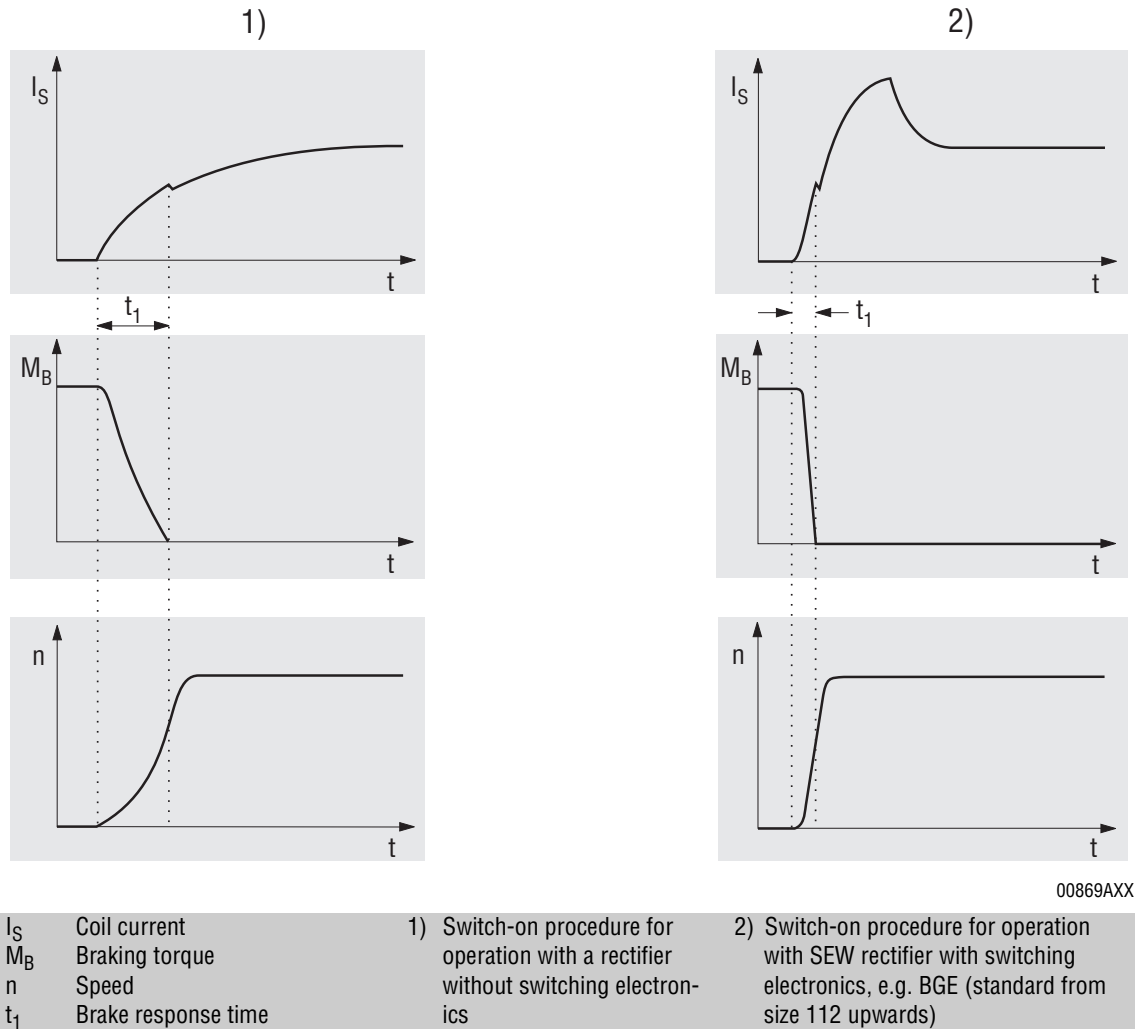 1)
2)
I_S
t
I_S
t
t_1
t_1
M_B
t
M_B
t
n
t
n
t
00869AXX
I_S Coil current
M_B Braking torque
n Speed
t_1 Brake response time
1) Switch-on procedure for
operation with a rectifier
without switching electron-
ics
2) Switch-on procedure for operation
with SEW rectifier with switching
electronics, e.g. BGE (standard from
size 112 upwards)